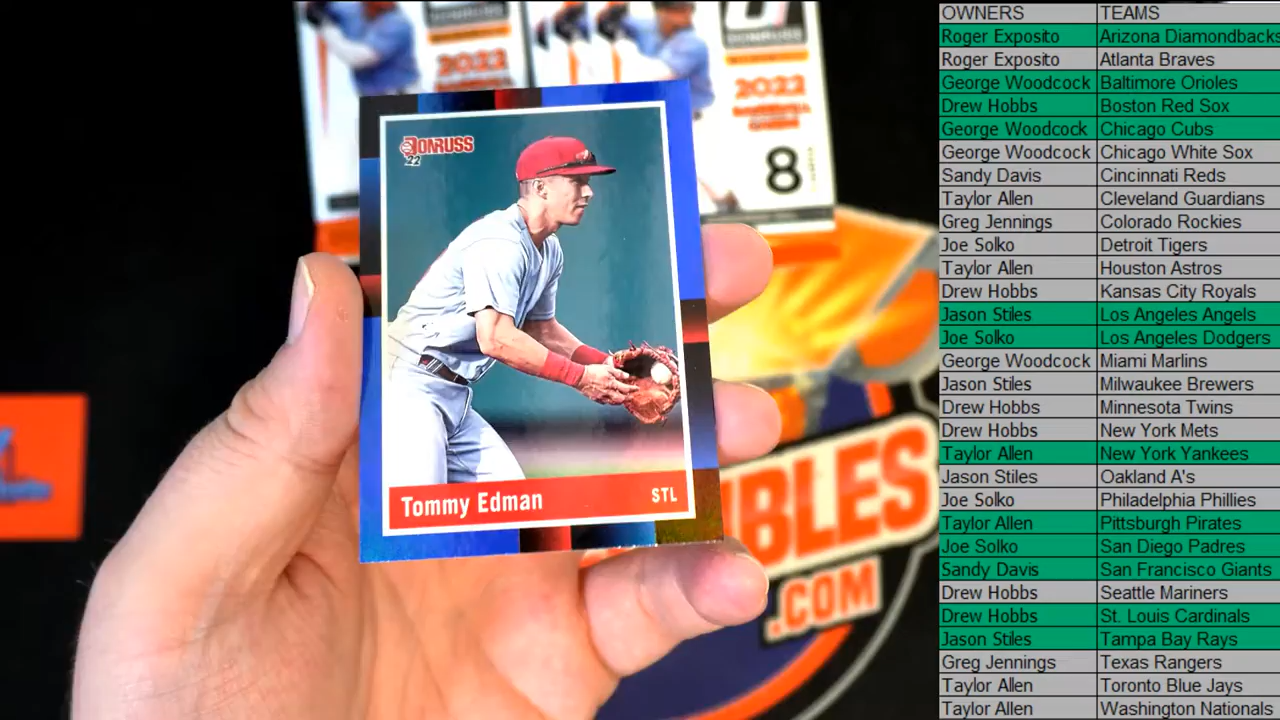 DONRUSS
2022
DONRUSS
2022
8
DONRUSS
22
Tommy Edman STL
.COM
OWNERS TEAMS
Roger Exposito Arizona Diamondbacks
Roger Exposito Atlanta Braves
George Woodcock Baltimore Orioles
Drew Hobbs Boston Red Sox
George Woodcock Chicago Cubs
George Woodcock Chicago White Sox
Sandy Davis Cincinnati Reds
Taylor Allen Cleveland Guardians
Greg Jennings Colorado Rockies
Joe Solko Detroit Tigers
Taylor Allen Houston Astros
Drew Hobbs Kansas City Royals
Jason Stiles Los Angeles Angels
Joe Solko Los Angeles Dodgers
George Woodcock Miami Marlins
Jason Stiles Milwaukee Brewers
Drew Hobbs Minnesota Twins
Drew Hobbs New York Mets
Taylor Allen New York Yankees
Jason Stiles Oakland A's
Joe Solko Philadelphia Phillies
Taylor Allen Pittsburgh Pirates
Joe Solko San Diego Padres
Sandy Davis San Francisco Giants
Drew Hobbs Seattle Mariners
Drew Hobbs St. Louis Cardinals
Jason Stiles Tampa Bay Rays
Greg Jennings Texas Rangers
Taylor Allen Toronto Blue Jays
Taylor Allen Washington Nationals